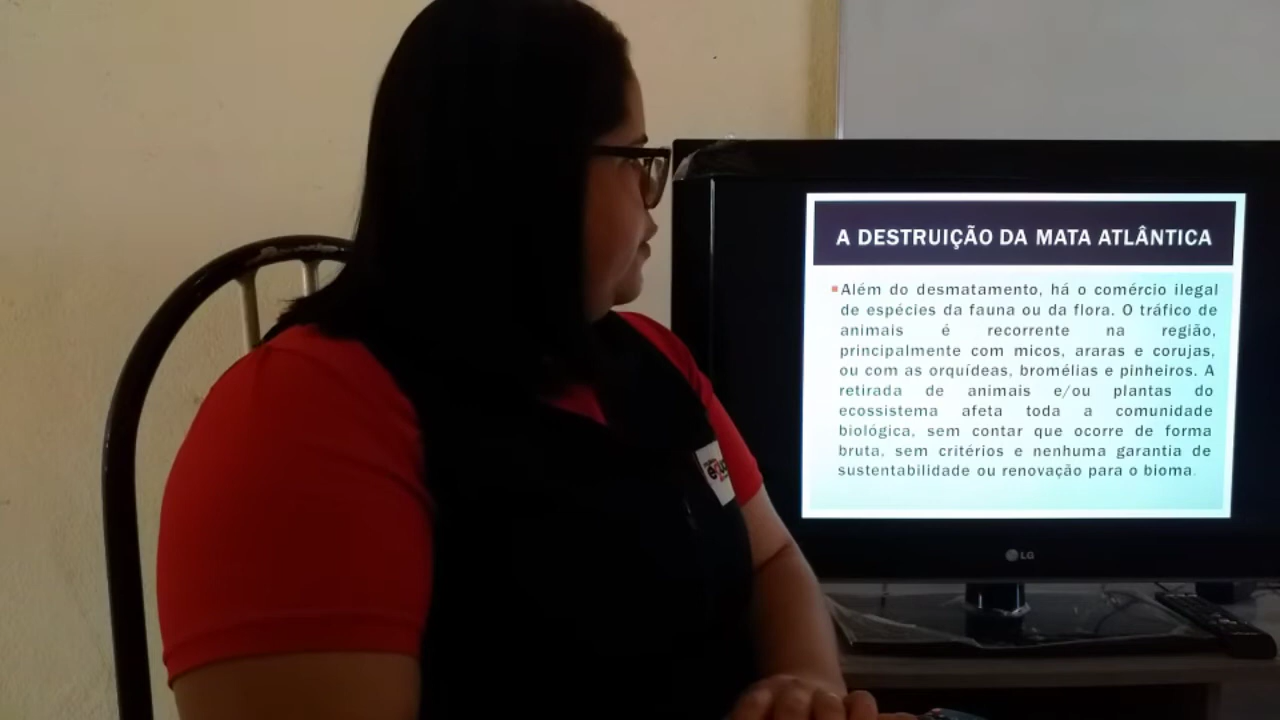 A DESTRUIÇÃO DA MATA ATLÂNTICA
Além do desmatamento, há o comércio ilegal
de espécies da fauna ou da flora. O tráfico de
animais é recorrente na região,
principalmente com micos, araras e corujas,
ou com as orquídeas, bromélias e pinheiros. A
retirada de animais e/ou plantas do
ecossistema afeta toda a comunidade
biológica, sem contar que ocorre de forma
bruta, sem critérios e nenhuma garantia de
sustentabilidade ou renovação para o bioma.
LG